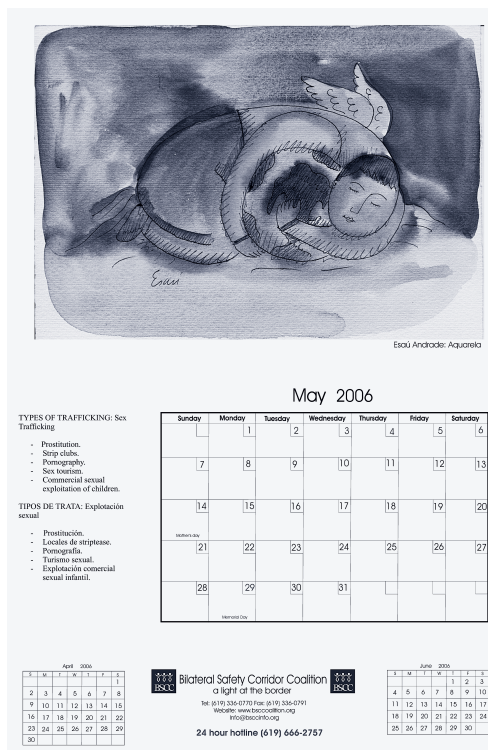 Esaú
Esaú Andrade: Aquarela
May 2006
TYPES OF TRAFFICKING: Sex
Trafficking
- Prostitution.
- Strip clubs.
- Pornography.
- Sex tourism.
- Commercial sexual
exploitation of children.
TIPOS DE TRATA: Explotación
sexual
- Prostitución.
- Locales de striptease.
- Pornografía.
- Turismo sexual.
- Explotación comercial
sexual infantil.
Sunday Monday Tuesday Wednesday Thursday Friday Saturday
1 2 3 4 5 6
7 8 9 10 11 12 13
14 15 16 17 18 19 20
Mother's day
21 22 23 24 25 26 27
28 29 30 31
Memorial Day
April 2006
S M T W T F S
1
2 3 4 5 6 7 8
9 10 11 12 13 14 15
16 17 18 19 20 21 22
23 24 25 26 27 28 29
30
BSCC
Bilateral Safety Corridor Coalition
a light at the border
BSCC
Tel: (619) 336-0770 Fax: (619) 336-0791
Website: www.bsccoalition.org
info@bsccinfo.org
24 hour hotline (619) 666-2757
June 2006
S M T W T F S
1 2 3
4 5 6 7 8 9 10
11 12 13 14 15 16 17
18 19 20 21 22 23 24
25 26 27 28 29 30